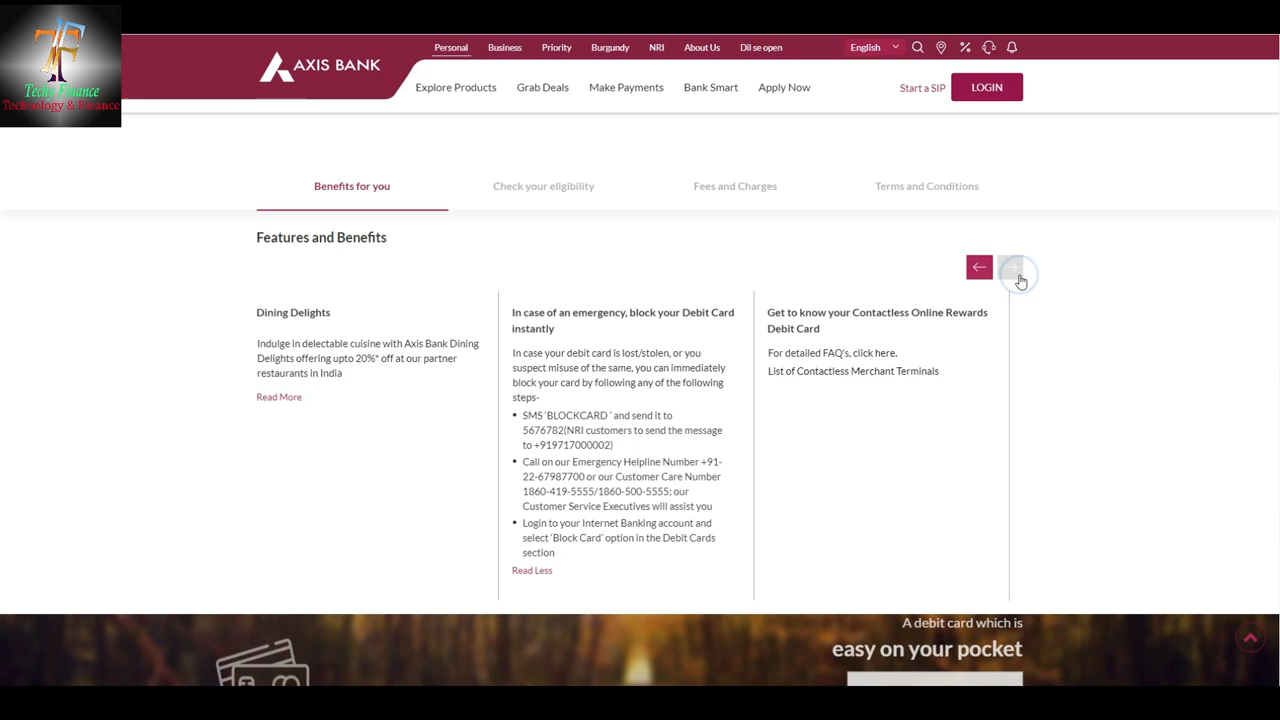 Techy Finance
Technology & Finance
AXIS BANK
Personal
Business
Priority
Burgundy
NRI
About Us
Dil se open
English
Explore Products
Grab Deals
Make Payments
Bank Smart
Apply Now
Start a SIP
LOGIN
Benefits for you
Check your eligibility
Fees and Charges
Terms and Conditions
Features and Benefits
Dining Delights
Indulge in delectable cuisine with Axis Bank Dining
Delights offering upto 20%* off at our partner
restaurants in India
Read More
In case of an emergency, block your Debit Card
instantly
In case your debit card is lost/stolen, or you
suspect misuse of the same, you can immediately
block your card by following any of the following
steps-
• SMS 'BLOCKCARD ' and send it to
5676782(NRI customers to send the message
to +919717000002)
• Call on our Emergency Helpline Number +91-
22-67987700 or our Customer Care Number
1860-419-5555/1860-500-5555; our
Customer Service Executives will assist you
• Login to your Internet Banking account and
select 'Block Card' option in the Debit Cards
section
Read Less
Get to know your Contactless Online Rewards
Debit Card
For detailed FAQ's, click here.
List of Contactless Merchant Terminals
A debit card which is
easy on your pocket